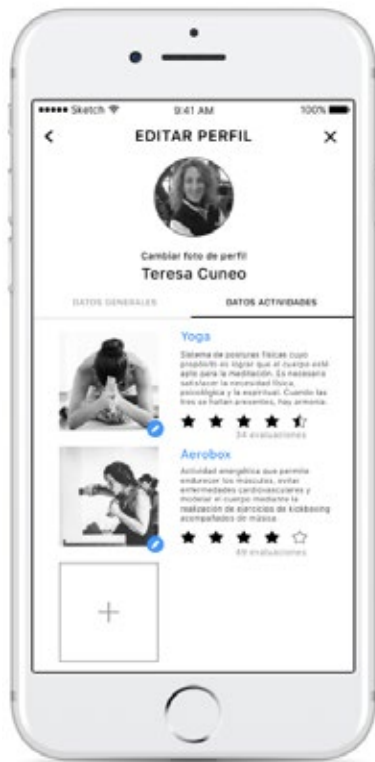 Sketch 9:41 AM 100%
EDITAR PERFIL
Cambiar foto de perfil
Teresa Cuneo
DATOS GENERALES DATOS ACTIVIDADES
Yoga
Sistema de posturas físicas cuyo
propósito es lograr que el cuerpo esté
apto para la meditación. Es necesario
satisfacer la necesidad física,
psicológica y la espiritual. Cuando las
tres se hallan presentes, hay armonía.
34 evaluaciones
Aerobox
Actividad energética que permite
endurecer los músculos, evitar
enfermedades cardiovasculares y
modelar el cuerpo mediante la
realización de ejercicios de kickboxing
acompañados de música
69 evaluaciones